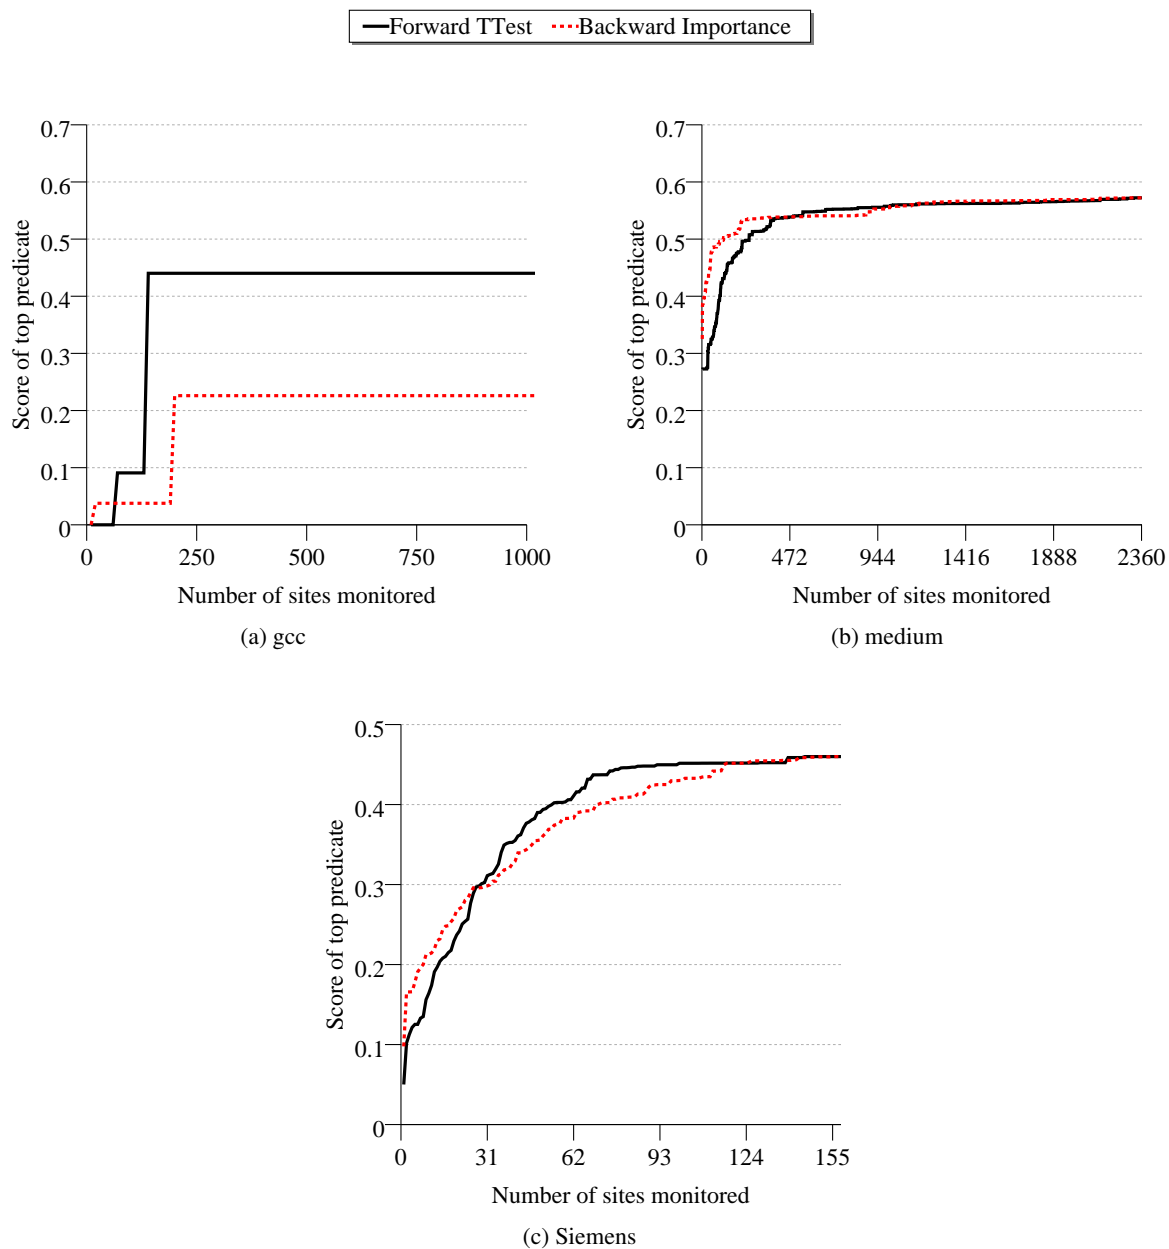 Forward TTest Backward Importance
0.7
0.6
0.5
0.4
0.3
0.2
0.1
0
Score of top predicate
0 250 500 750 1000
Number of sites monitored
(a) gcc
0.7
0.6
0.5
0.4
0.3
0.2
0.1
0
Score of top predicate
0 472 944 1416 1888 2360
Number of sites monitored
(b) medium
0.5
0.4
0.3
0.2
0.1
0
Score of top predicate
0 31 62 93 124 155
Number of sites monitored
(c) Siemens